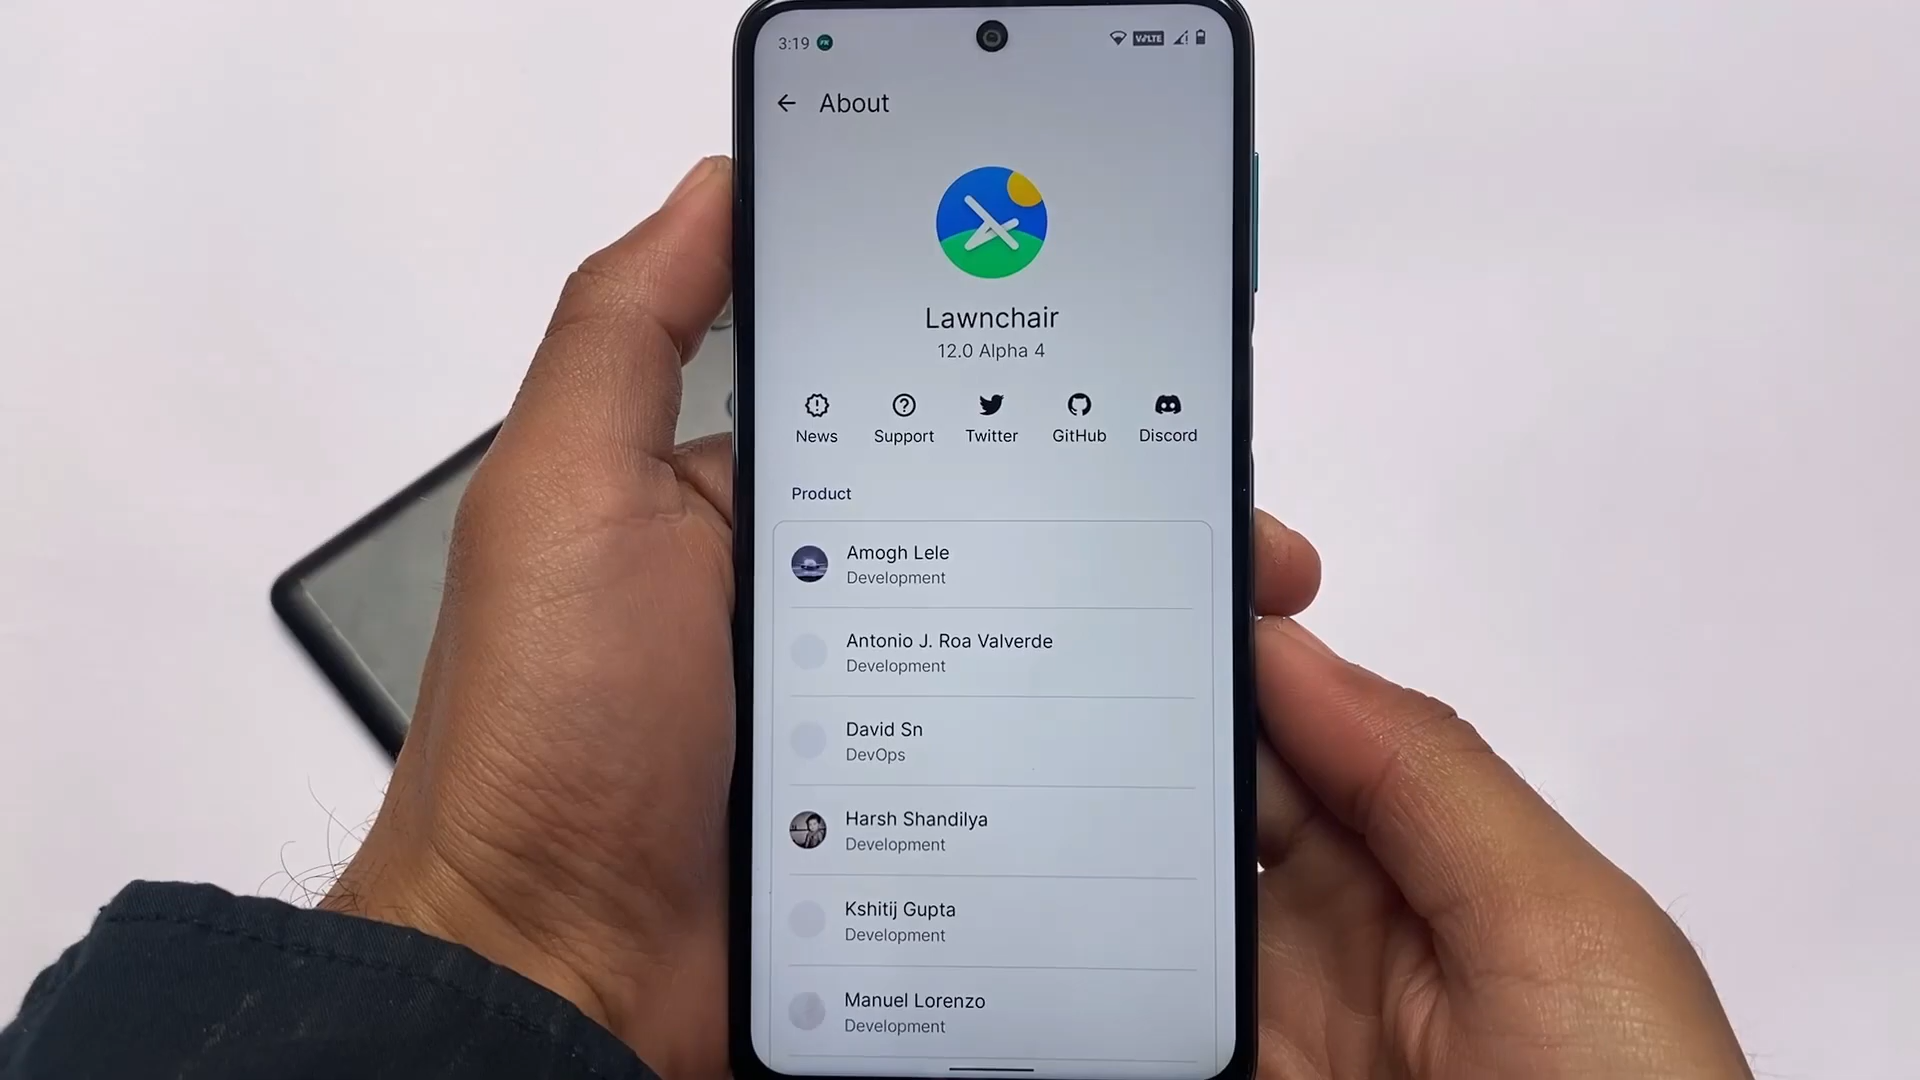 3:19
VoLTE
About
Lawnchair
12.0 Alpha 4
News
Support
Twitter
GitHub
Discord
Product
Amogh Lele
Development
Antonio J. Roa Valverde
Development
David Sn
DevOps
Harsh Shandilya
Development
Kshitij Gupta
Development
Manuel Lorenzo
Development